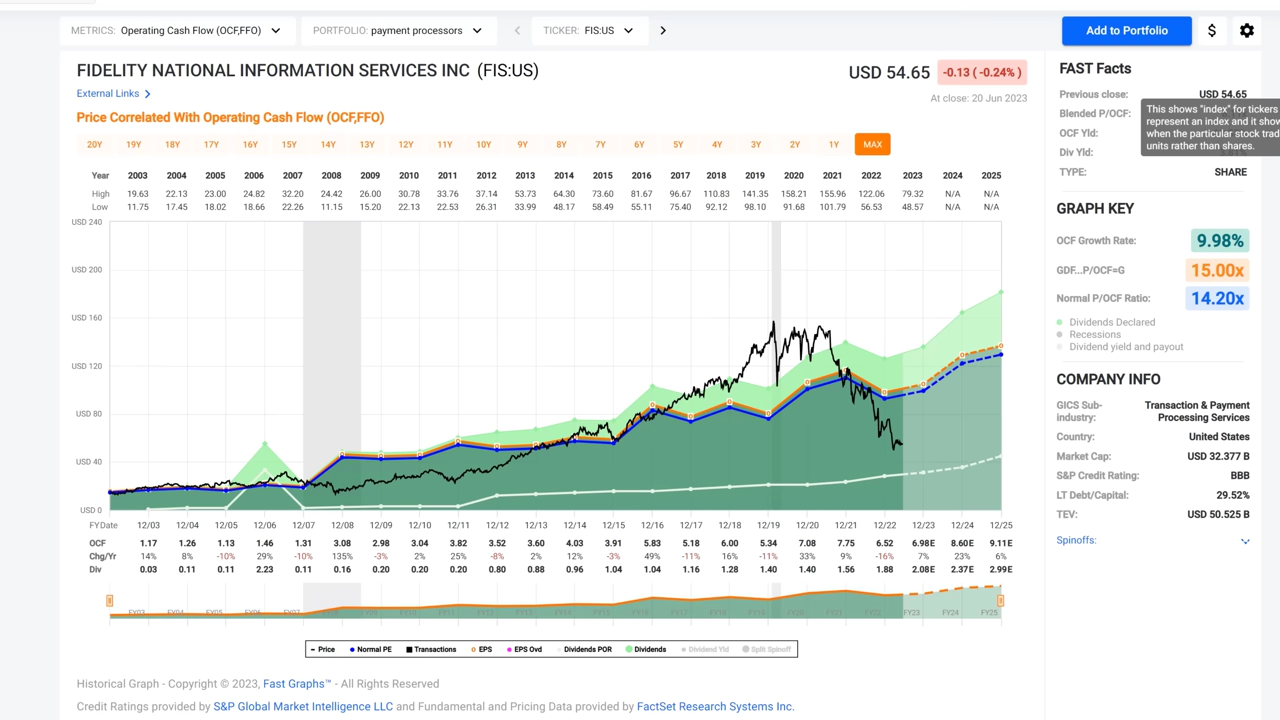 METRICS: Operating Cash Flow (OCF,FFO) PORTFOLIO: payment processors TICKER: FIS:US Add to Portfolio $
FIDELITY NATIONAL INFORMATION SERVICES INC (FIS:US) USD 54.65 -0.13 ( -0.24% )
External Links
At close: 20 Jun 2023
Price Correlated With Operating Cash Flow (OCF,FFO)
20Y 19Y 18Y 17Y 16Y 15Y 14Y 13Y 12Y 11Y 10Y 9Y 8Y 7Y 6Y 5Y 4Y 3Y 2Y 1Y MAX
Year 2003 2004 2005 2006 2007 2008 2009 2010 2011 2012 2013 2014 2015 2016 2017 2018 2019 2020 2021 2022 2023 2024 2025
High 19.63 22.13 23.00 24.82 32.20 24.42 26.00 30.78 33.76 37.14 53.73 64.30 73.60 81.67 96.67 110.83 141.35 158.21 155.96 122.06 79.32 N/A N/A
Low 11.75 17.45 18.02 18.66 22.26 11.15 15.20 22.13 22.53 26.31 33.99 48.17 58.49 55.11 75.40 92.12 98.10 91.68 101.79 56.53 48.57 N/A N/A
USD 240
USD 200
USD 160
USD 120
USD 80
USD 40
USD 0
FYDate 12/03 12/04 12/05 12/06 12/07 12/08 12/09 12/10 12/11 12/12 12/13 12/14 12/15 12/16 12/17 12/18 12/19 12/20 12/21 12/22 12/23 12/24 12/25
OCF 1.17 1.26 1.13 1.46 1.31 3.08 2.98 3.04 3.82 3.52 3.60 4.03 3.91 5.83 5.18 6.00 5.34 7.08 7.75 6.52 6.98E 8.60E 9.11E
Chg/Yr 14% 8% -10% 29% -10% 135% -3% 2% 25% -8% 2% 12% -3% 49% -11% 16% -11% 33% 9% -16% 7% 23% 6%
Div 0.03 0.11 0.11 2.23 0.11 0.16 0.20 0.20 0.20 0.80 0.88 0.96 1.04 1.04 1.16 1.28 1.40 1.40 1.56 1.88 2.08E 2.37E 2.99E
FY03 FY04 FY05 FY06 FY07 FY11 FY12 FY13 FY14 FY15 FY16 FY17 FY18 FY19 FY20 FY21 FY22 FY23 FY24 FY25
Price Normal PE Transactions EPS EPS Ovd Dividends POR Dividends Dividend Yld Split Spinoff
Historical Graph - Copyright © 2023, Fast Graphs™ - All Rights Reserved
Credit Ratings provided by S&P Global Market Intelligence LLC and Fundamental and Pricing Data provided by FactSet Research Systems Inc.
FAST Facts
Previous close: USD 54.65
Blended P/OCF:
OCF Yld:
Div Yld:
This shows "index" for tickers
represent an index and it show
when the particular stock trad
units rather than shares.
TYPE: SHARE
GRAPH KEY
OCF Growth Rate: 9.98%
GDF...P/OCF=G 15.00x
Normal P/OCF Ratio: 14.20x
Dividends Declared
Recessions
Dividend yield and payout
COMPANY INFO
GICS Sub-industry: Transaction & Payment Processing Services
Country: United States
Market Cap: USD 32.377 B
S&P Credit Rating: BBB
LT Debt/Capital: 29.52%
TEV: USD 50.525 B
Spinoffs: